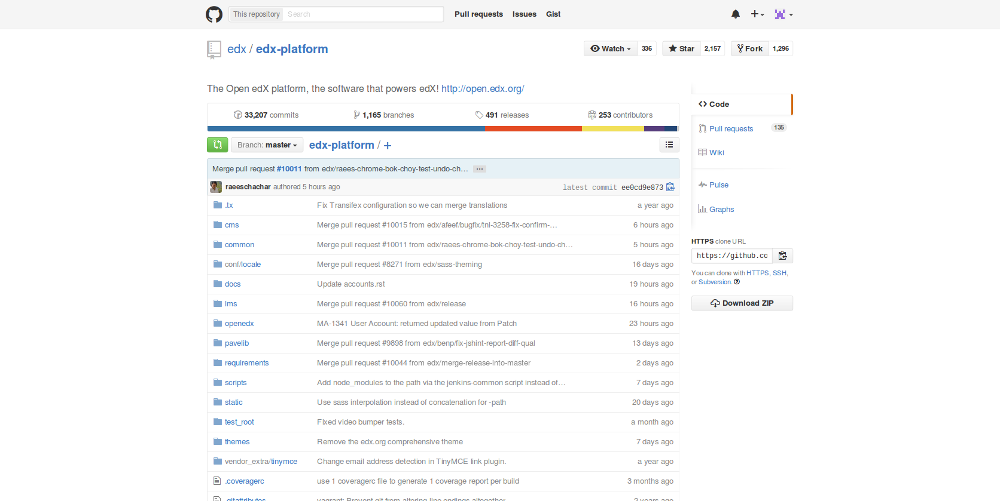 This repository Search Pull requests Issues Gist
edx / edx-platform Watch 336 Star 2,157 Fork 1,296
The Open edX platform, the software that powers edX! http://open.edx.org/
33,207 commits 1,165 branches 491 releases 253 contributors
Branch: master edx-platform / +
Merge pull request #10011 from edx/raees-chrome-bok-choy-test-undo-ch… …
raeeschachar authored 5 hours ago latest commit ee0cd9e873
.tx Fix Transifex configuration so we can merge translations a year ago
cms Merge pull request #10015 from edx/afeef/bugfix/tnl-3258-fix-confirm-… 6 hours ago
common Merge pull request #10011 from edx/raees-chrome-bok-choy-test-undo-ch… 5 hours ago
conf/locale Merge pull request #8271 from edx/sass-theming 16 days ago
docs Update accounts.rst 19 hours ago
lms Merge pull request #10060 from edx/release 16 hours ago
openedx MA-1341 User Account: returned updated value from Patch 23 hours ago
pavelib Merge pull request #9898 from edx/benp/fix-jshint-report-diff-qual 13 days ago
requirements Merge pull request #10044 from edx/merge-release-into-master 2 days ago
scripts Add node_modules to the path via the jenkins-common script instead of… 7 days ago
static Use sass interpolation instead of concatenation for -path 20 days ago
test_root Fixed video bumper tests. a month ago
themes Remove the edx.org comprehensive theme 7 days ago
vendor_extra/tinymce Change email address detection in TinyMCE link plugin. a year ago
.coveragerc use 1 coveragerc file to generate 1 coverage report per build 3 months ago
.gitattributes vagrant: Prevent git from altering line endings altogether 2 years ago
Code
Pull requests 135
Wiki
Pulse
Graphs
HTTPS clone URL
https://github.co
You can clone with HTTPS, SSH,
or Subversion.
Download ZIP